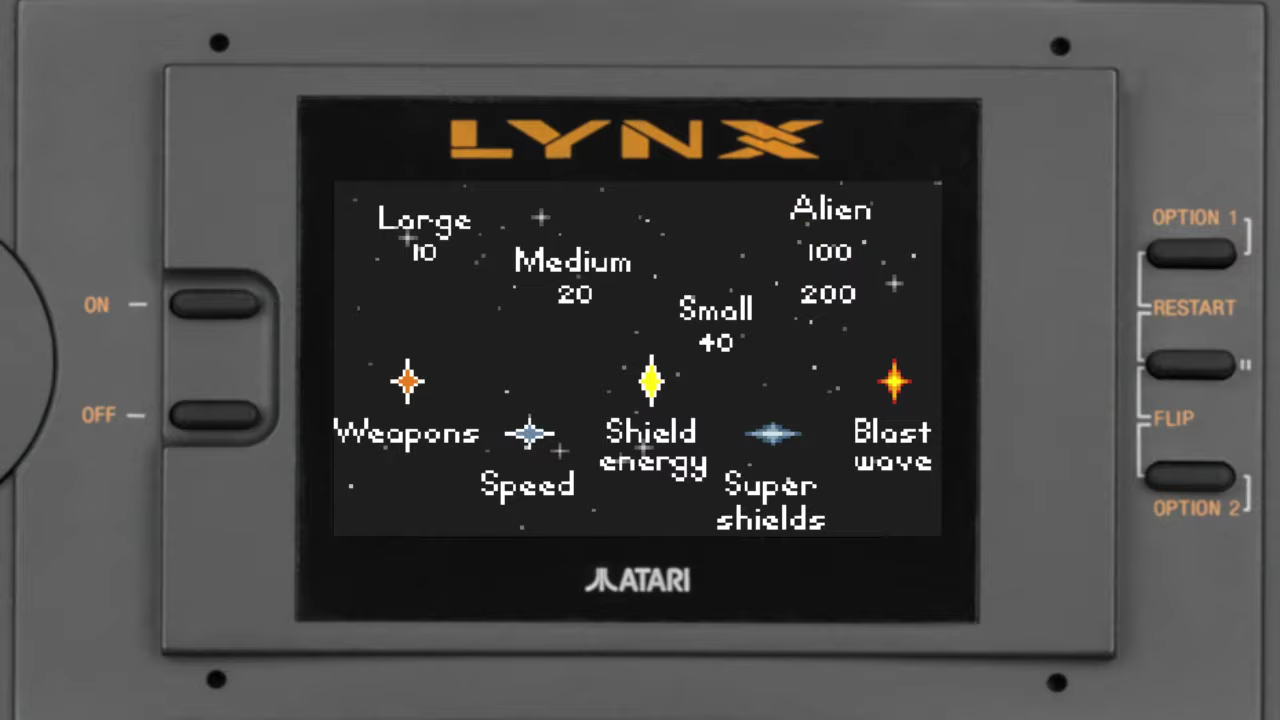 LYNX
Large
10
Medium
20
Small
40
Alien
100
200
Weapons
Speed
Shield
energy
Super
shields
Blast
wave
ATARI
ON
OFF
OPTION 1
RESTART
FLIP
OPTION 2